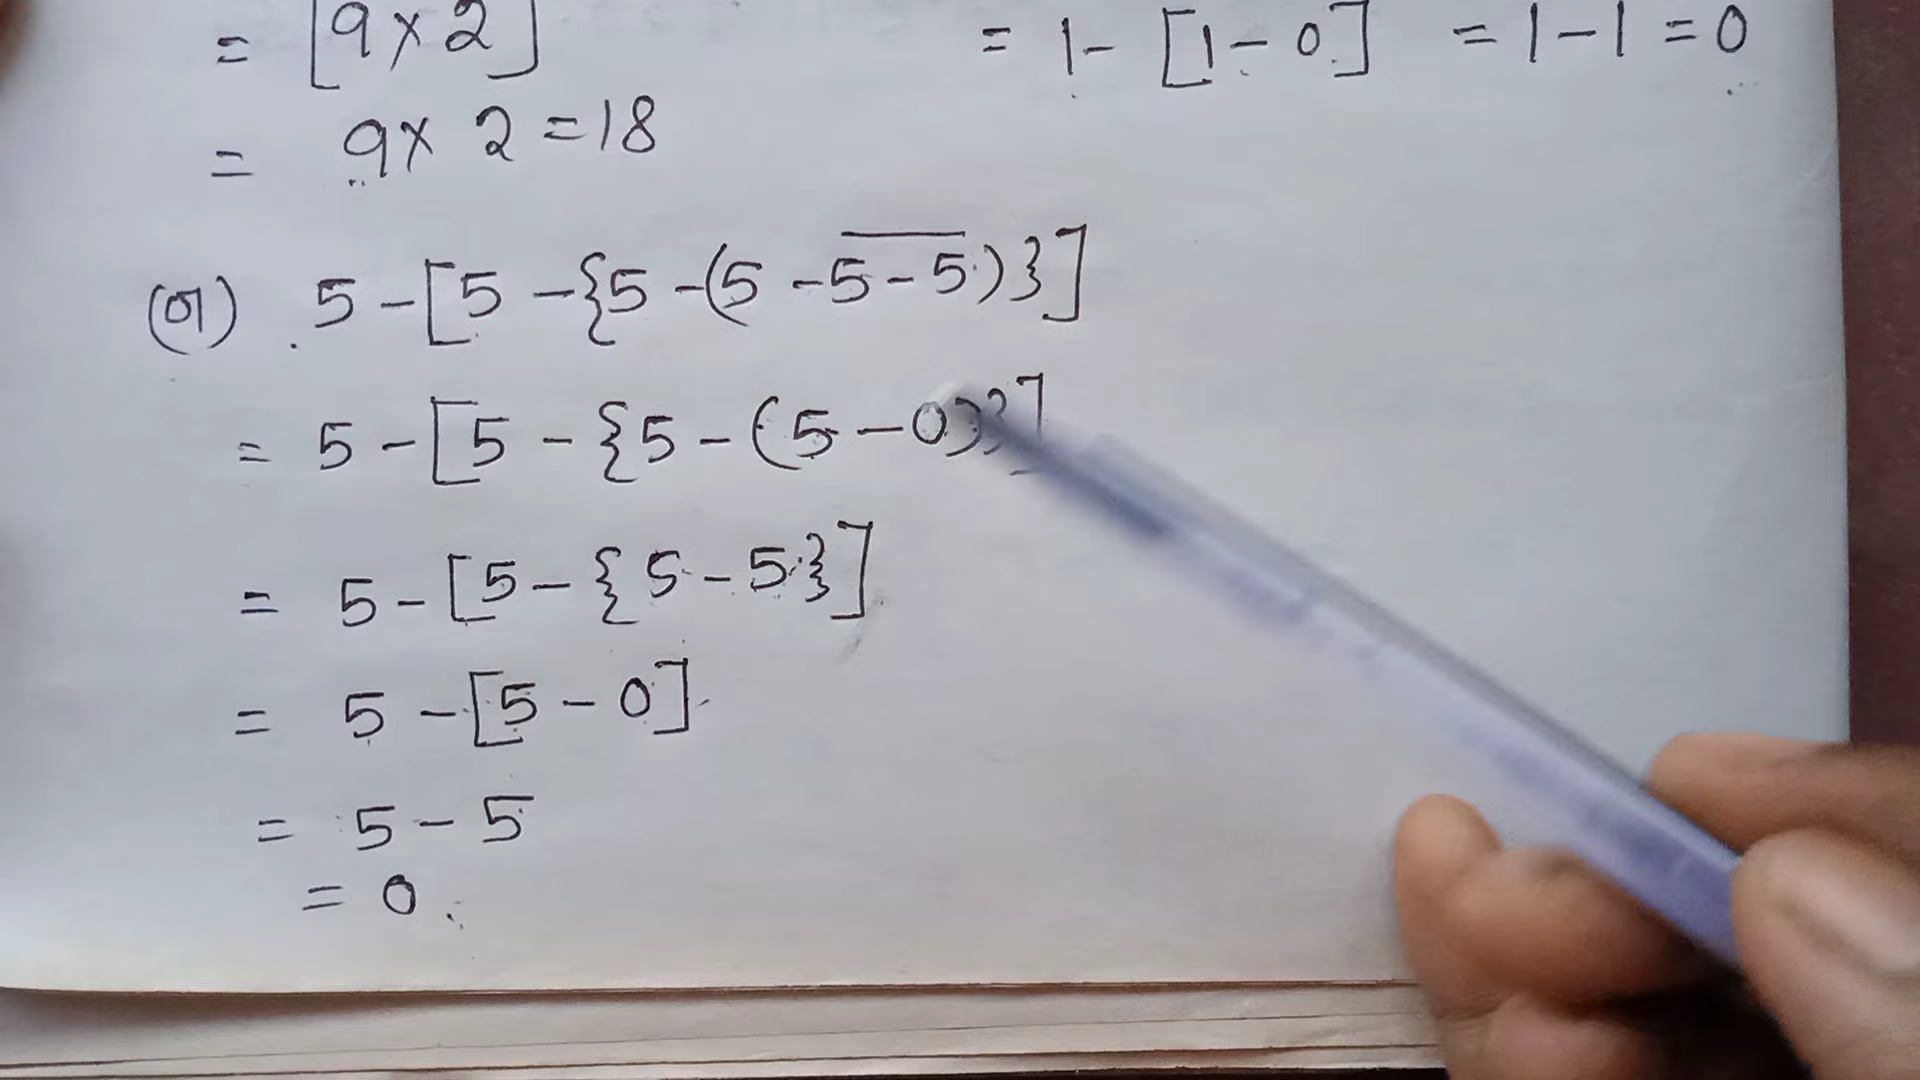 = [9 × 2]
= 9 × 2 = 18
= 1 - [1 - 0] = 1 - 1 = 0
(গ) 5 - [5 - {5 - (5 - 5̅ ̅-̅ ̅5̅)}]
= 5 - [5 - {5 - (5 - 0)}]
= 5 - [5 - {5 - 5}]
= 5 - [5 - 0]
= 5 - 5
= 0